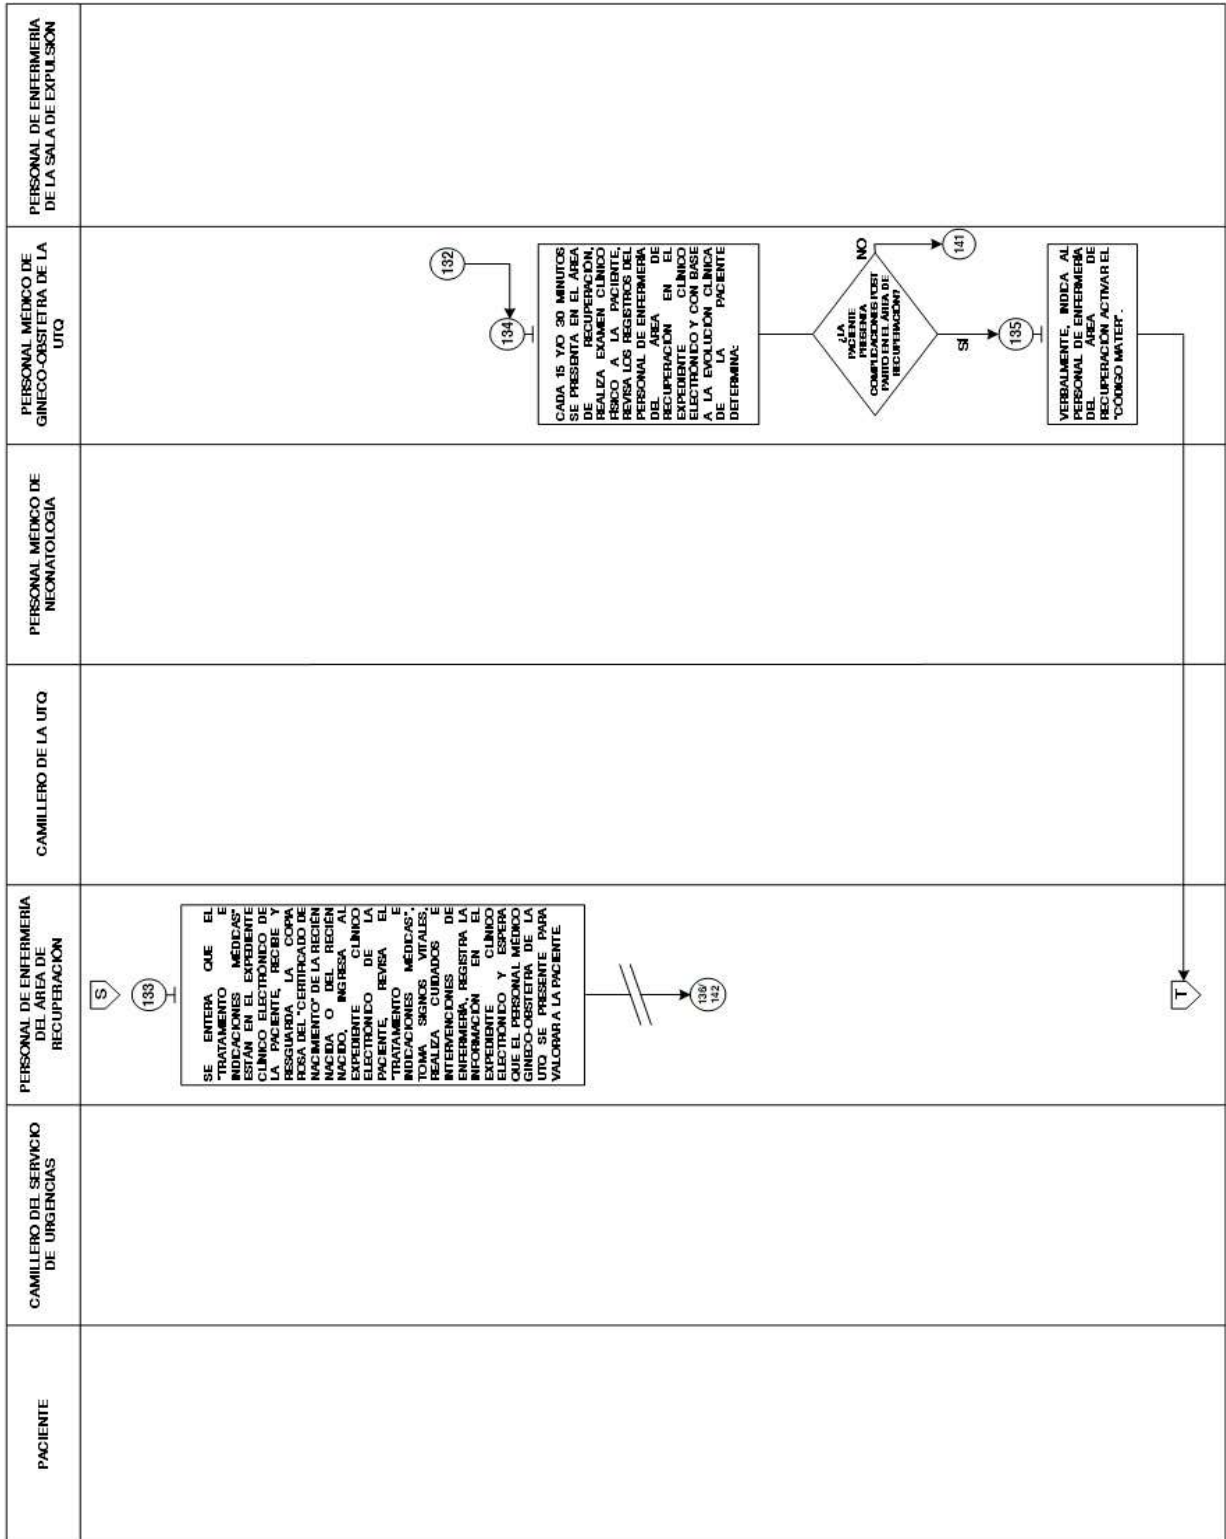 PACIENTE
CAMILLERO DEL SERVICIO
DE URGENCIAS
PERSONAL DE ENFERMERÍA
DEL ÁREA DE
RECUPERACIÓN
CAMILLERO DE LA UTQ
PERSONAL MÉDICO DE
NEONATOLOGÍA
PERSONAL MÉDICO DE
GINECO-OBSTETRA DE LA
UTQ
PERSONAL DE ENFERMERÍA
DE LA SALA DE EXPULSIÓN
S
133
SE ENTERA QUE EL
"TRATAMIENTO E
INDICACIONES MÉDICAS"
ESTÁN EN EL EXPEDIENTE
CLÍNICO ELECTRÓNICO DE
LA PACIENTE, RECIBE Y
RESGUARDA LA COPIA
ROSA DEL "CERTIFICADO DE
NACIMIENTO" DE LA RECIÉN
NACIDA O DEL RECIÉN
NACIDO, INGRESA AL
EXPEDIENTE CLÍNICO
ELECTRÓNICO DE LA
PACIENTE, REVISA EL
"TRATAMIENTO E
INDICACIONES MÉDICAS",
TOMA SIGNOS VITALES,
REALIZA CUIDADOS E
INTERVENCIONES DE
ENFERMERÍA, REGISTRA LA
INFORMACIÓN EN EL
EXPEDIENTE CLÍNICO
ELECTRÓNICO Y ESPERA
QUE EL PERSONAL MÉDICO
GINECO-OBSTETRA DE LA
UTQ SE PRESENTE PARA
VALORAR A LA PACIENTE.
136/
142
132
134
CADA 15 Y/O 30 MINUTOS
SE PRESENTA EN EL ÁREA
DE RECUPERACIÓN,
REALIZA EXAMEN CLÍNICO
FÍSICO A LA PACIENTE,
REVISA LOS REGISTROS DEL
PERSONAL DE ENFERMERÍA
DEL ÁREA DE
RECUPERACIÓN EN EL
EXPEDIENTE CLÍNICO
ELECTRÓNICO Y CON BASE
A LA EVOLUCIÓN CLÍNICA
DE LA PACIENTE
DETERMINA:
¿LA
PACIENTE
PRESENTA
COMPLICACIONES POST
PARTO EN EL ÁREA DE
RECUPERACIÓN?
NO
141
SÍ
135
VERBALMENTE, INDICA AL
PERSONAL DE ENFERMERÍA
DEL ÁREA DE
RECUPERACIÓN ACTIVAR EL
"CÓDIGO MATER".
T